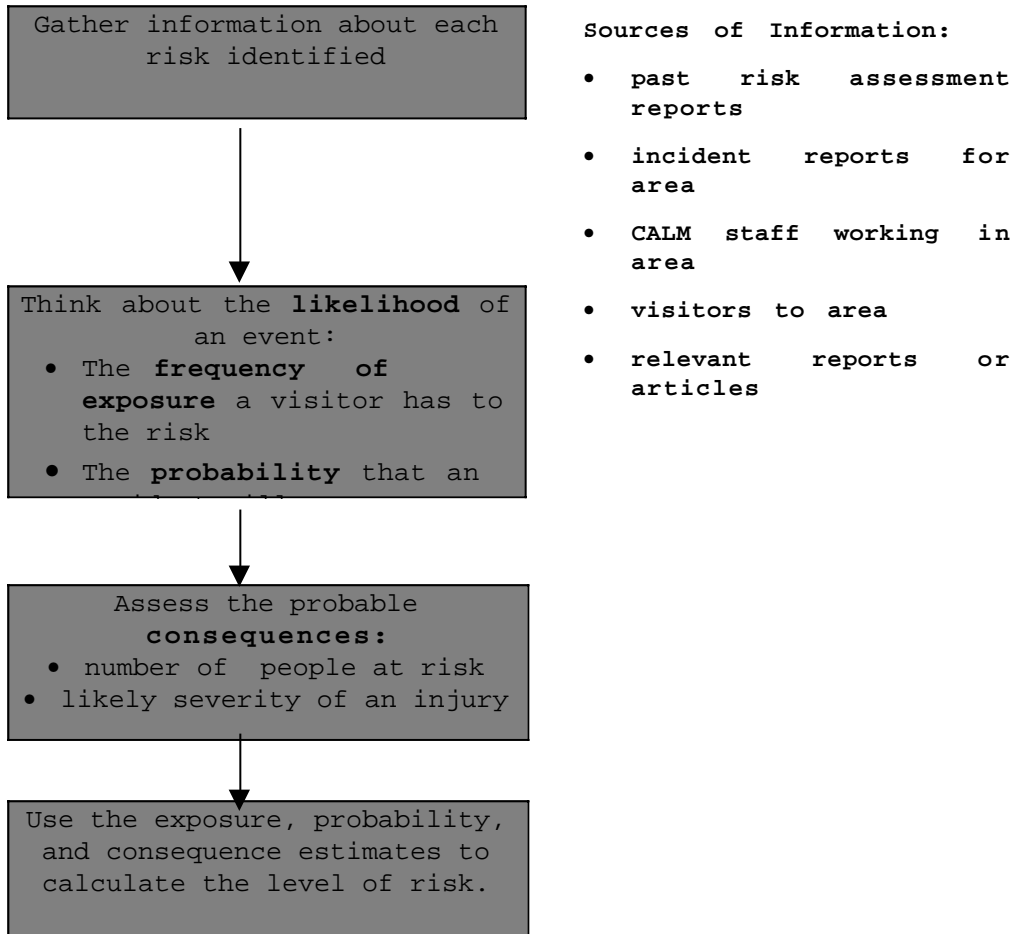 Gather information about each
risk identified
Think about the likelihood of
an event:
• The frequency of
exposure a visitor has to
the risk
• The probability that an
Assess the probable
consequences:
• number of people at risk
• likely severity of an injury
Use the exposure, probability,
and consequence estimates to
calculate the level of risk.
Sources of Information:
• past risk assessment
reports
• incident reports for
area
• CALM staff working in
area
• visitors to area
• relevant reports or
articles